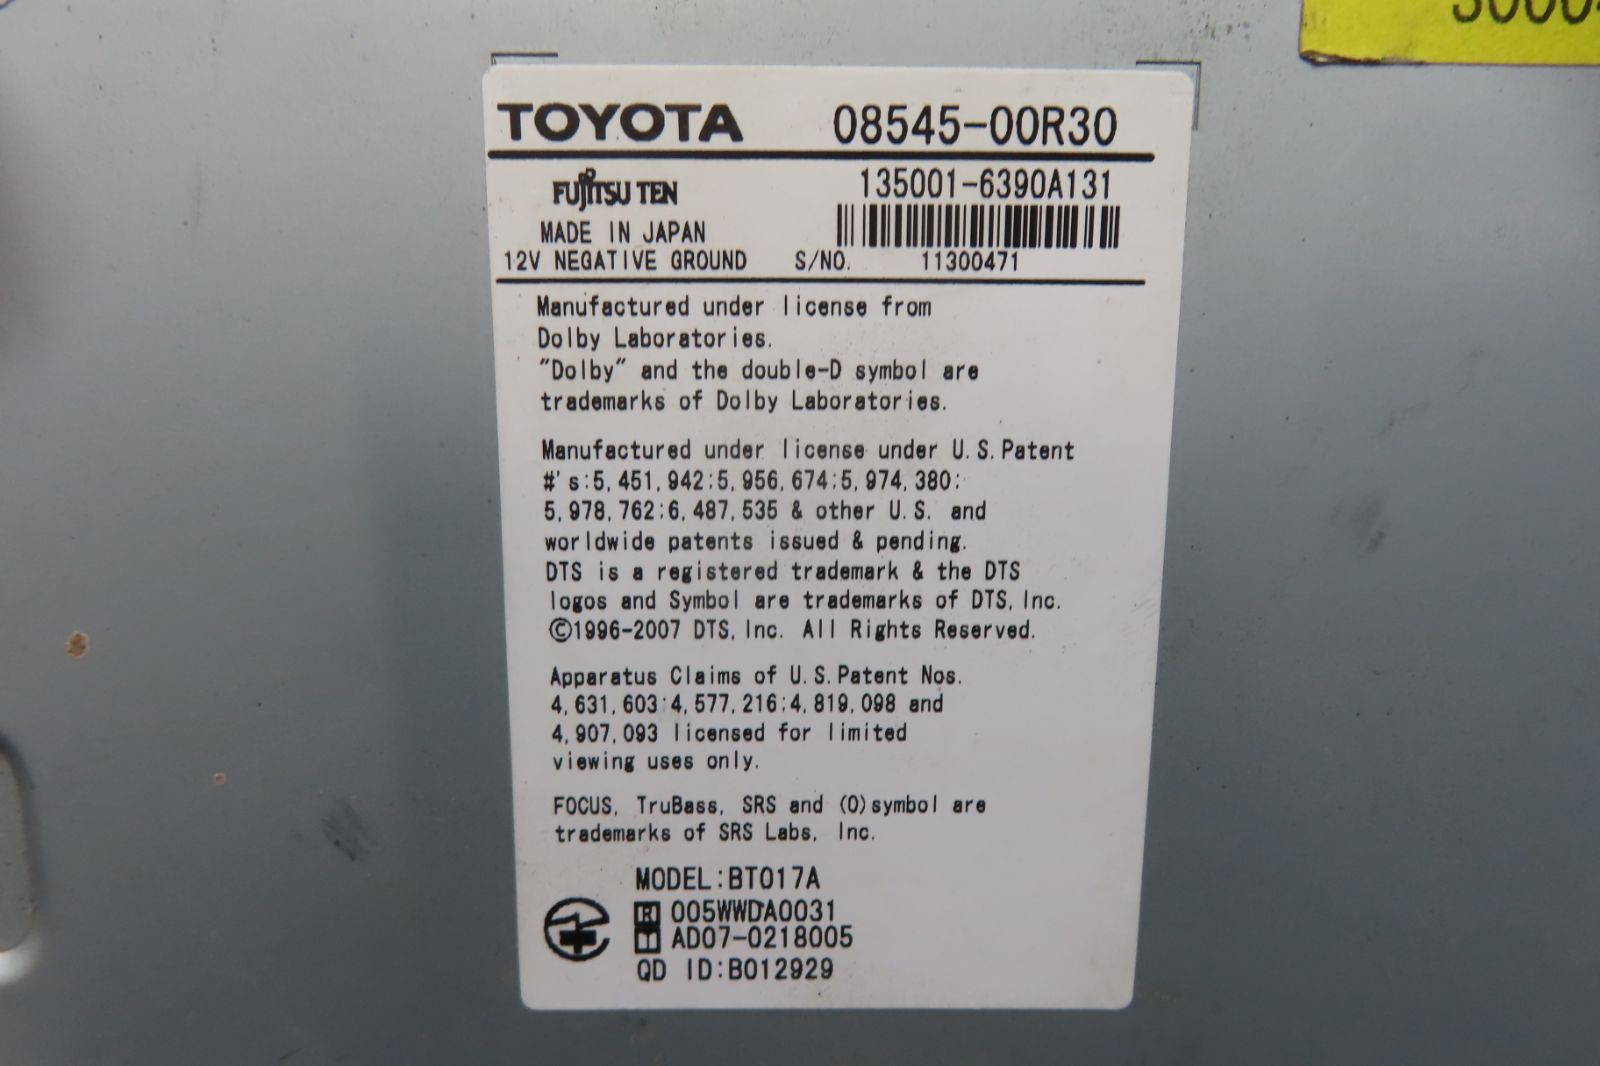 TOYOTA 08545-00R30
FUJITSU TEN 135001-6390A131
MADE IN JAPAN
12V NEGATIVE GROUND S/NO. 11300471
Manufactured under license from
Dolby Laboratories.
"Dolby" and the double-D symbol are
trademarks of Dolby Laboratories.
Manufactured under license under U.S.Patent
#'s:5,451,942:5,956,674:5,974,380:
5,978,762:6,487,535 & other U.S. and
worldwide patents issued & pending.
DTS is a registered trademark & the DTS
logos and Symbol are trademarks of DTS,Inc.
©1996-2007 DTS,Inc. All Rights Reserved.
Apparatus Claims of U.S.Patent Nos.
4,631,603:4,577,216:4,819,098 and
4,907,093 licensed for limited
viewing uses only.
FOCUS, TruBass, SRS and (O)symbol are
trademarks of SRS Labs, Inc.
MODEL:BT017A
R 005WWDA0031
T AD07-0218005
QD ID:B012929